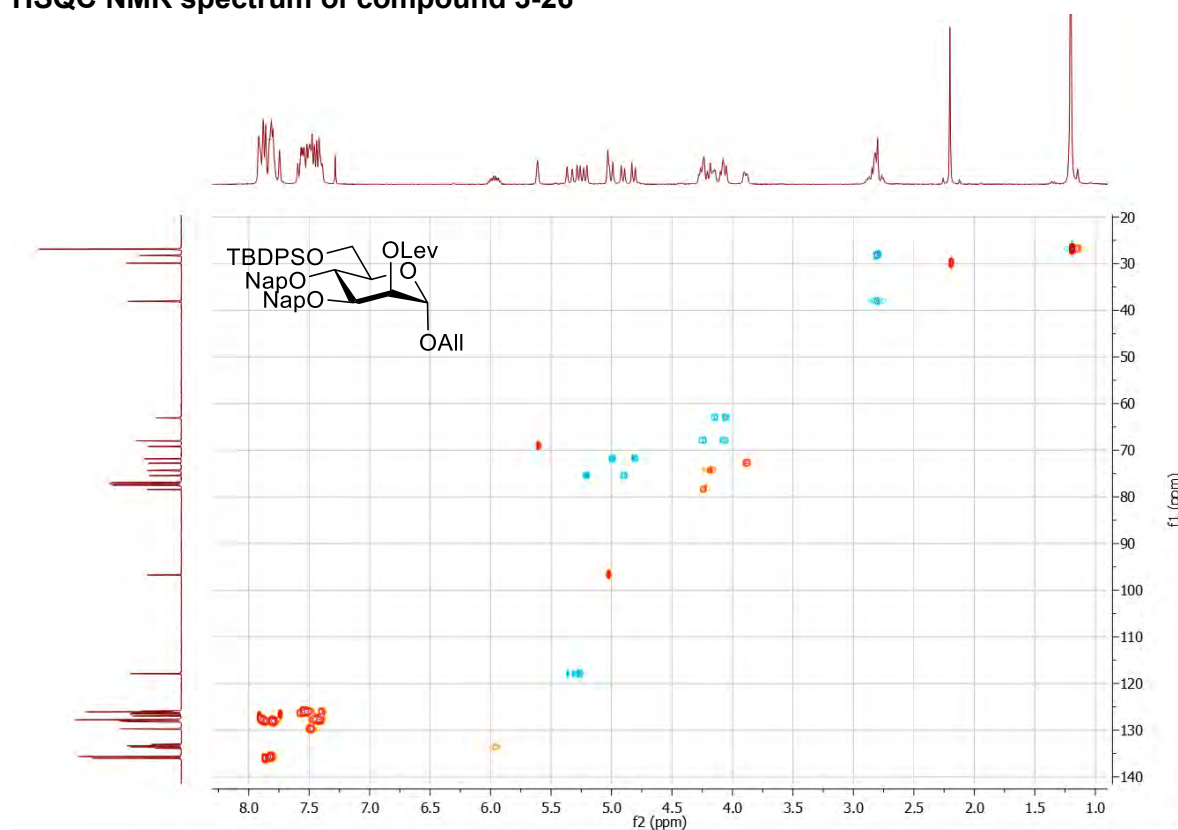 HSQC NMR spectrum of compound 5-26
TBDPSO
OLev
NapO
O
NapO
OAll
20
30
40
50
60
70
80
90
100
110
120
130
140
f1 (ppm)
8.0 7.5 7.0 6.5 6.0 5.5 5.0 4.5 4.0 3.5 3.0 2.5 2.0 1.5 1.0
f2 (ppm)